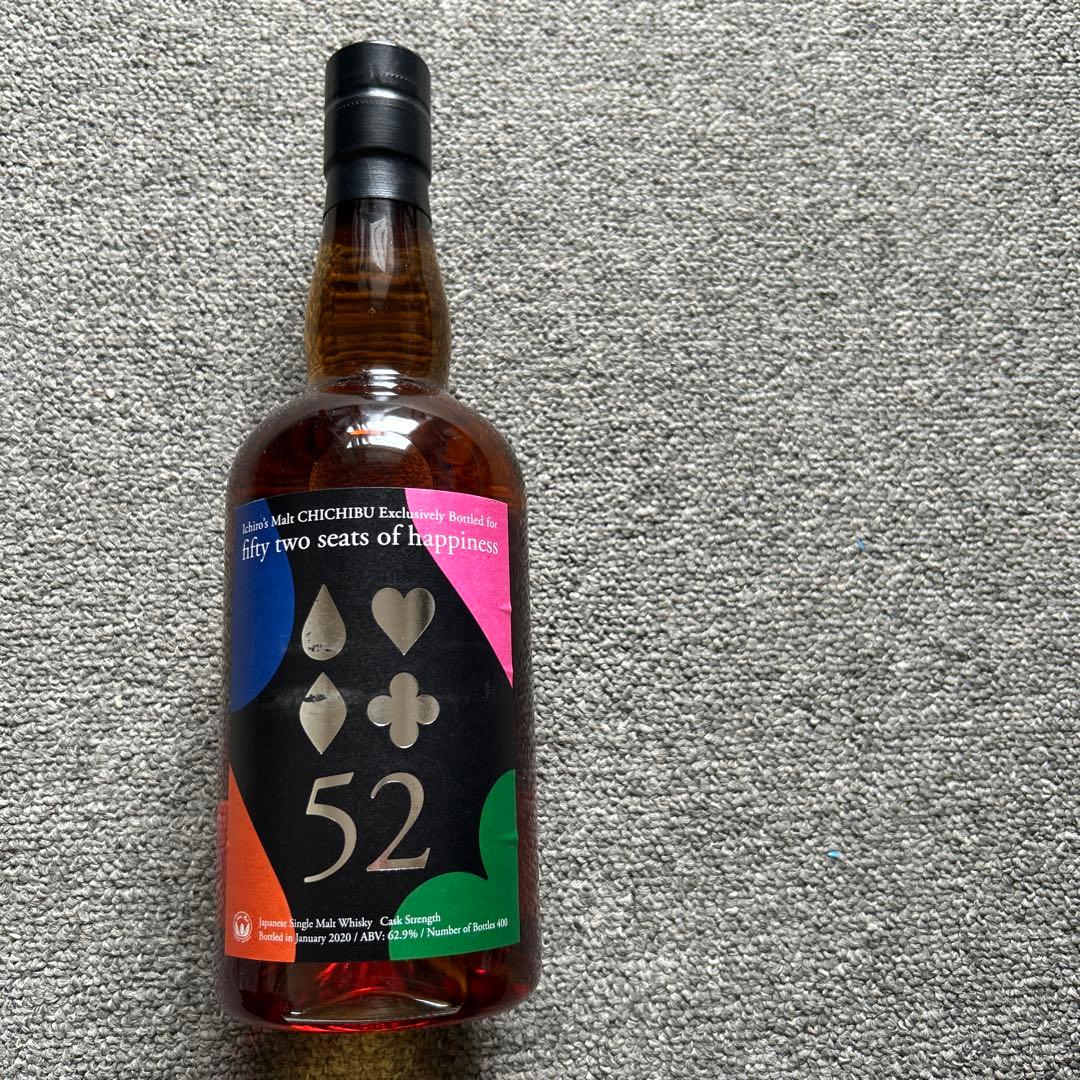 Ichiro's Malt CHICHIBU Exclusively Bottled for
fifty two seats of happiness
52
Japanese Single Malt Whisky Cask Strength
Bottled in January 2020 / ABV: 62.9% / Number of Bottles 400